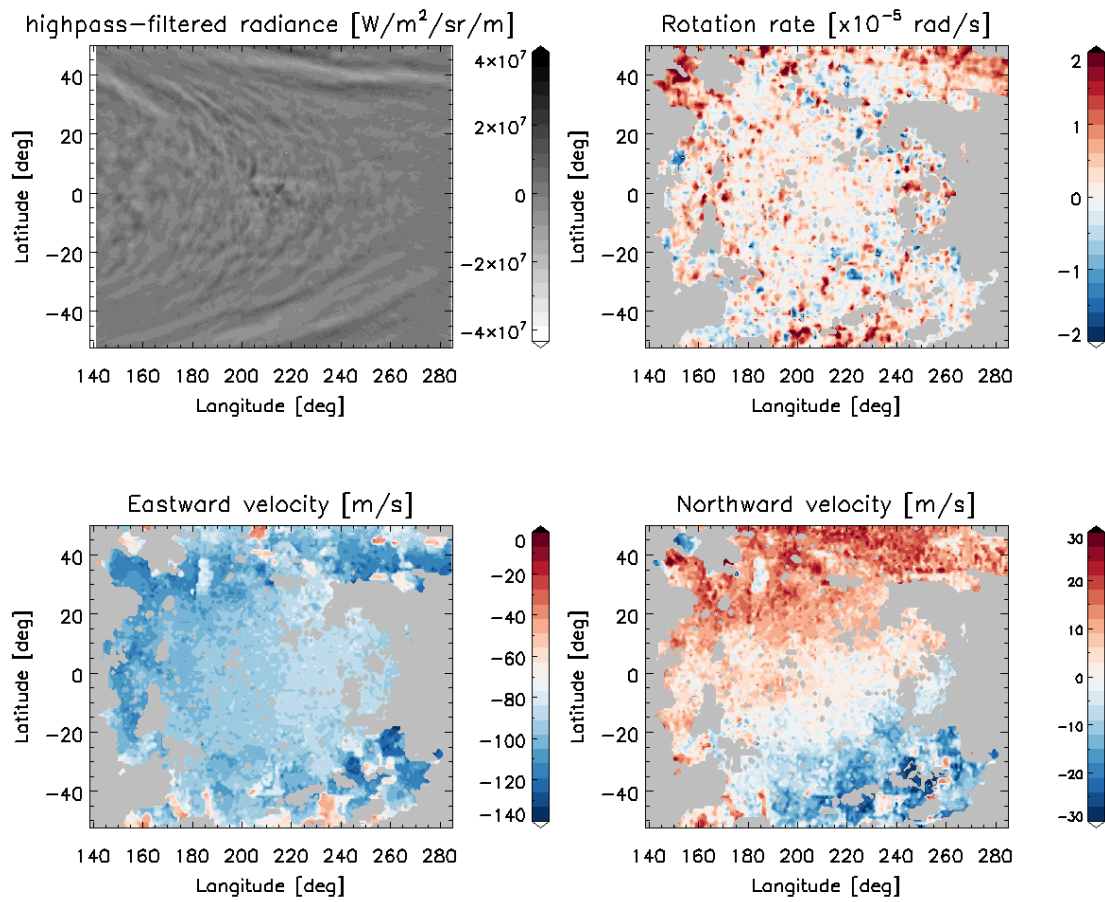 highpass−filtered radiance [W/m²/sr/m]
40
20
0
−20
−40
Latitude [deg]
140 160 180 200 220 240 260 280
Langitude [deg]
4×10⁷
2×10⁷
0
−2×10⁷
−4×10⁷
Rotation rate [x10⁻⁵ rad/s]
40
20
0
−20
−40
Latitude [deg]
140 160 180 200 220 240 260 280
Langitude [deg]
2
1
0
−1
−2
Eastward velocity [m/s]
40
20
0
−20
−40
Latitude [deg]
140 160 180 200 220 240 260 280
Langitude [deg]
0
−20
−40
−60
−80
−100
−120
−140
Northward velocity [m/s]
40
20
0
−20
−40
Latitude [deg]
140 160 180 200 220 240 260 280
Langitude [deg]
30
20
10
0
−10
−20
−30